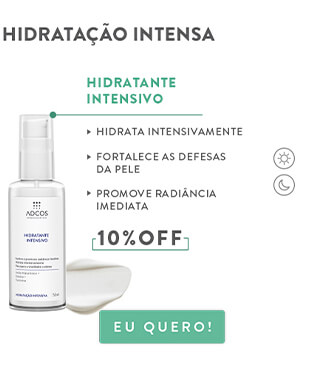 HIDRATAÇÃO INTENSA
HIDRATANTE
INTENSIVO
HIDRATA INTENSIVAMENTE
FORTALECE AS DEFESAS
DA PELE
PROMOVE RADIÂNCIA
IMEDIATA
10%OFF
EU QUERO!
ADCOS
HIDRATANTE
INTENSIVO